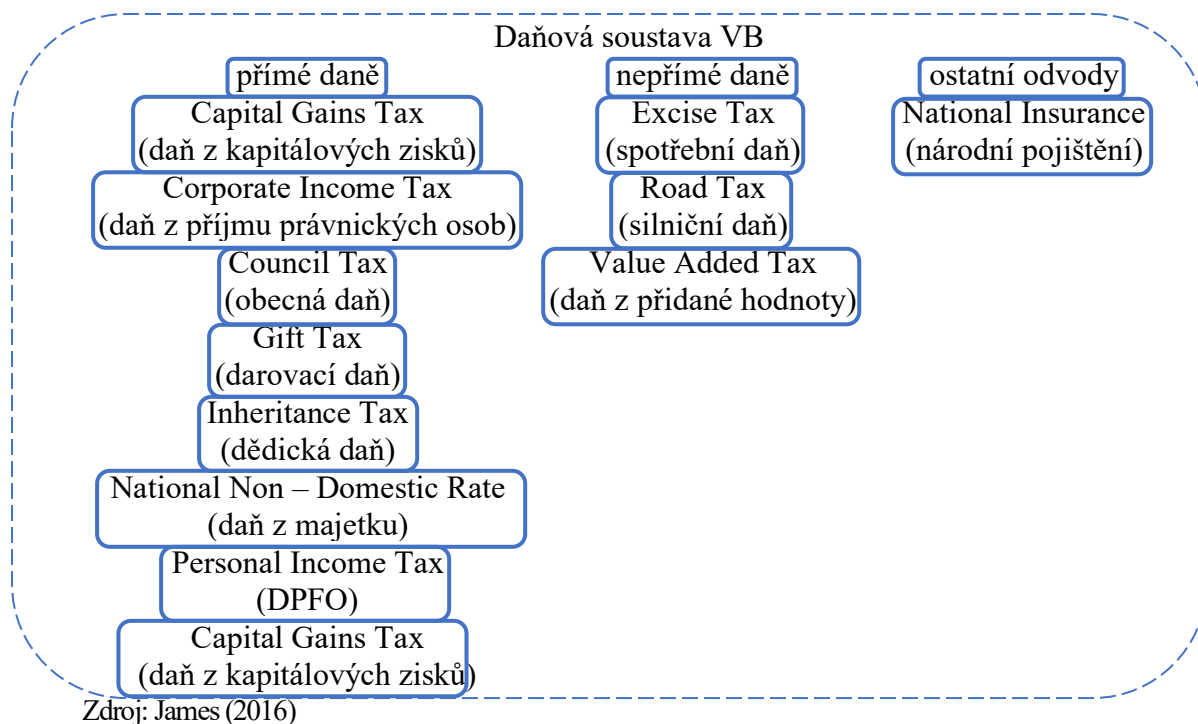 Daňová soustava VB
přímé daně
Capital Gains Tax
(daň z kapitálových zisků)
Corporate Income Tax
(daň z příjmu právnických osob)
Council Tax
(obecná daň)
Gift Tax
(darovací daň)
Inheritance Tax
(dědická daň)
National Non – Domestic Rate
(daň z majetku)
Personal Income Tax
(DPFO)
Capital Gains Tax
(daň z kapitálových zisků)
nepřímé daně
Excise Tax
(spotřební daň)
Road Tax
(silniční daň)
Value Added Tax
(daň z přidané hodnoty)
ostatní odvody
National Insurance
(národní pojištění)
Zdroj: James (2016)